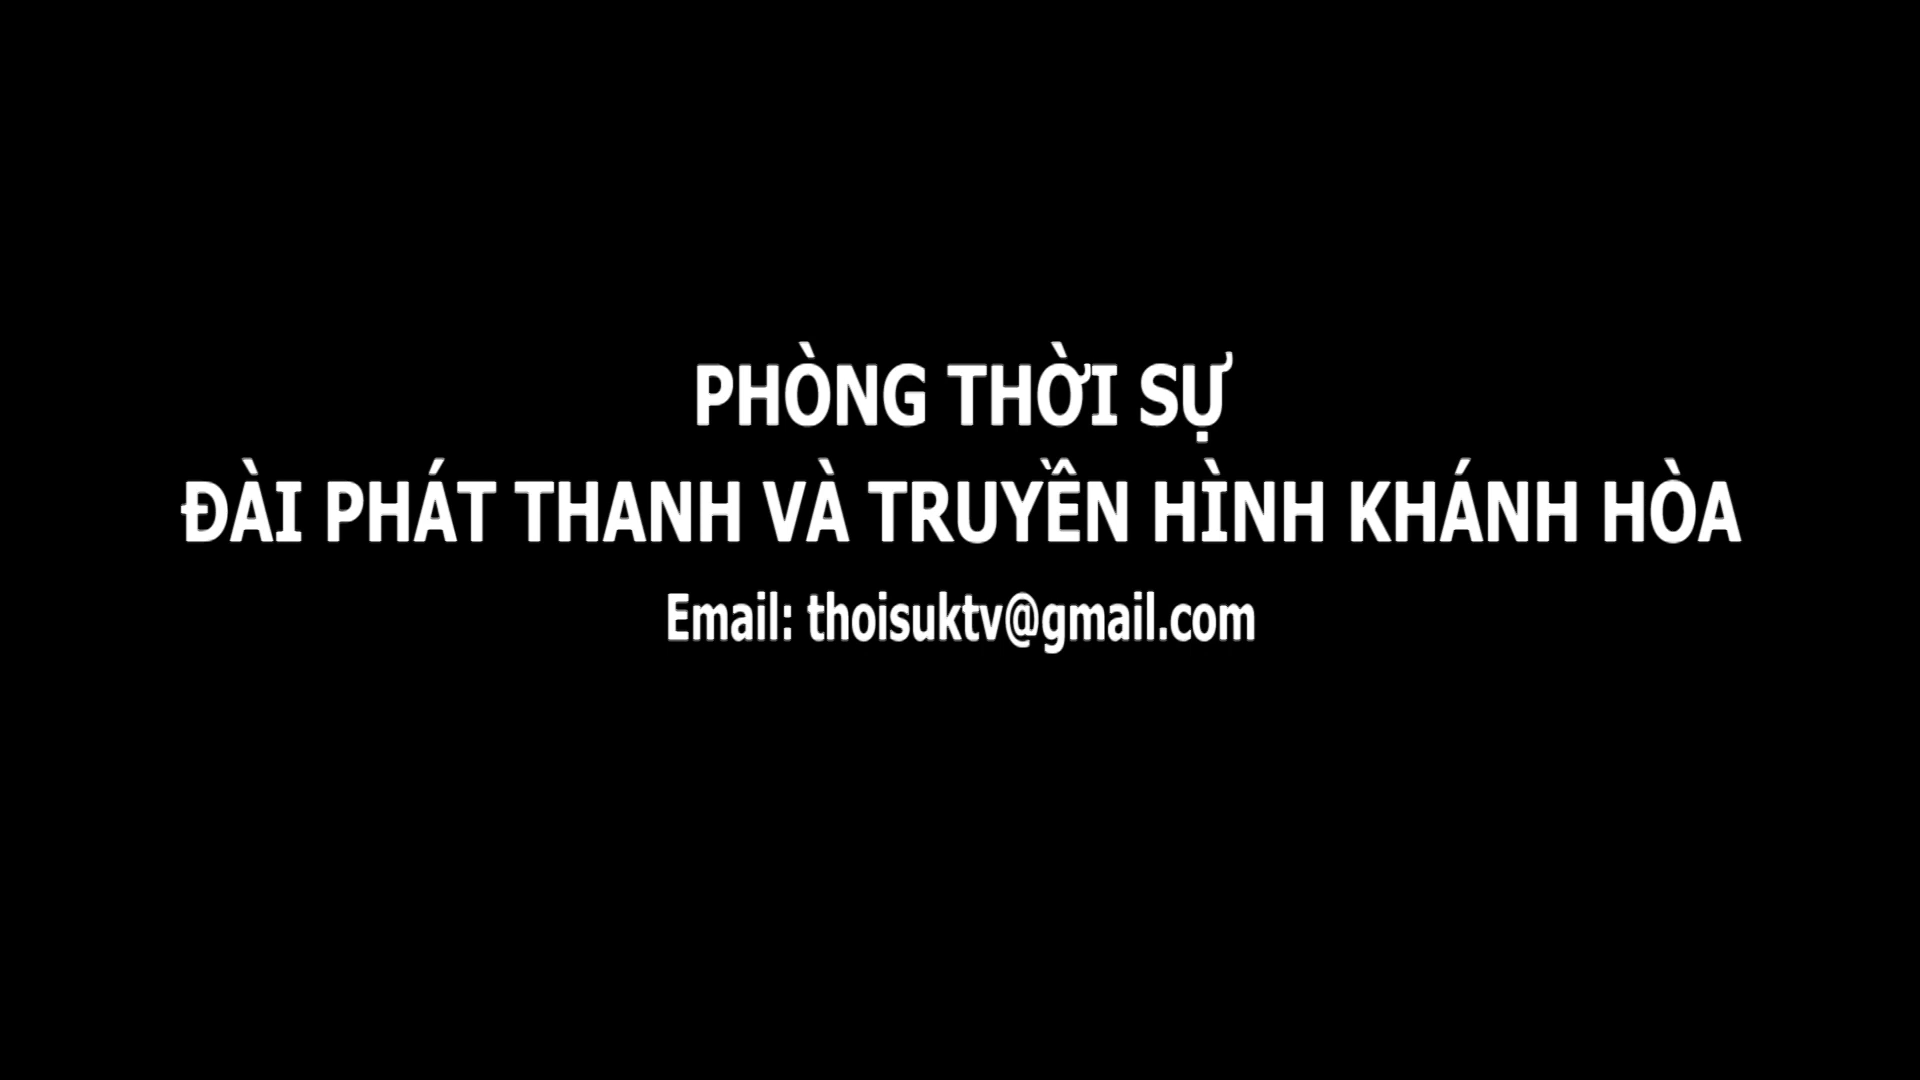 PHÒNG THỜI SỰ
ĐÀI PHÁT THANH VÀ TRUYỀN HÌNH KHÁNH HÒA
Email: thoisuktv@gmail.com